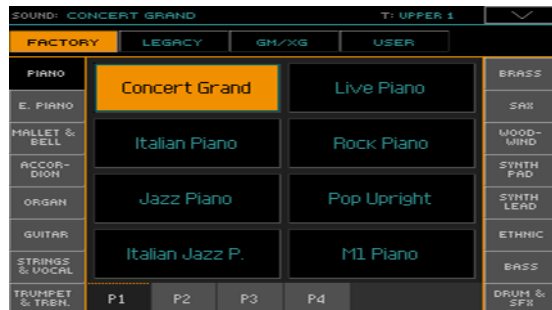 SOUND: CONCERT GRAND T: UPPER 1
FACTORY LEGACY GM/XG USER
PIANO
E. PIANO
MALLET &
BELL
ACCOR-
DION
ORGAN
GUITAR
STRINGS
& VOCAL
TRUMPET
& TRBN.
Concert Grand Live Piano
Italian Piano Rock Piano
Jazz Piano Pop Upright
Italian Jazz P. M1 Piano
P1 P2 P3 P4
BRASS
SAX
WOOD-
WIND
SYNTH
PAD
SYNTH
LEAD
ETHNIC
BASS
DRUM &
SFX